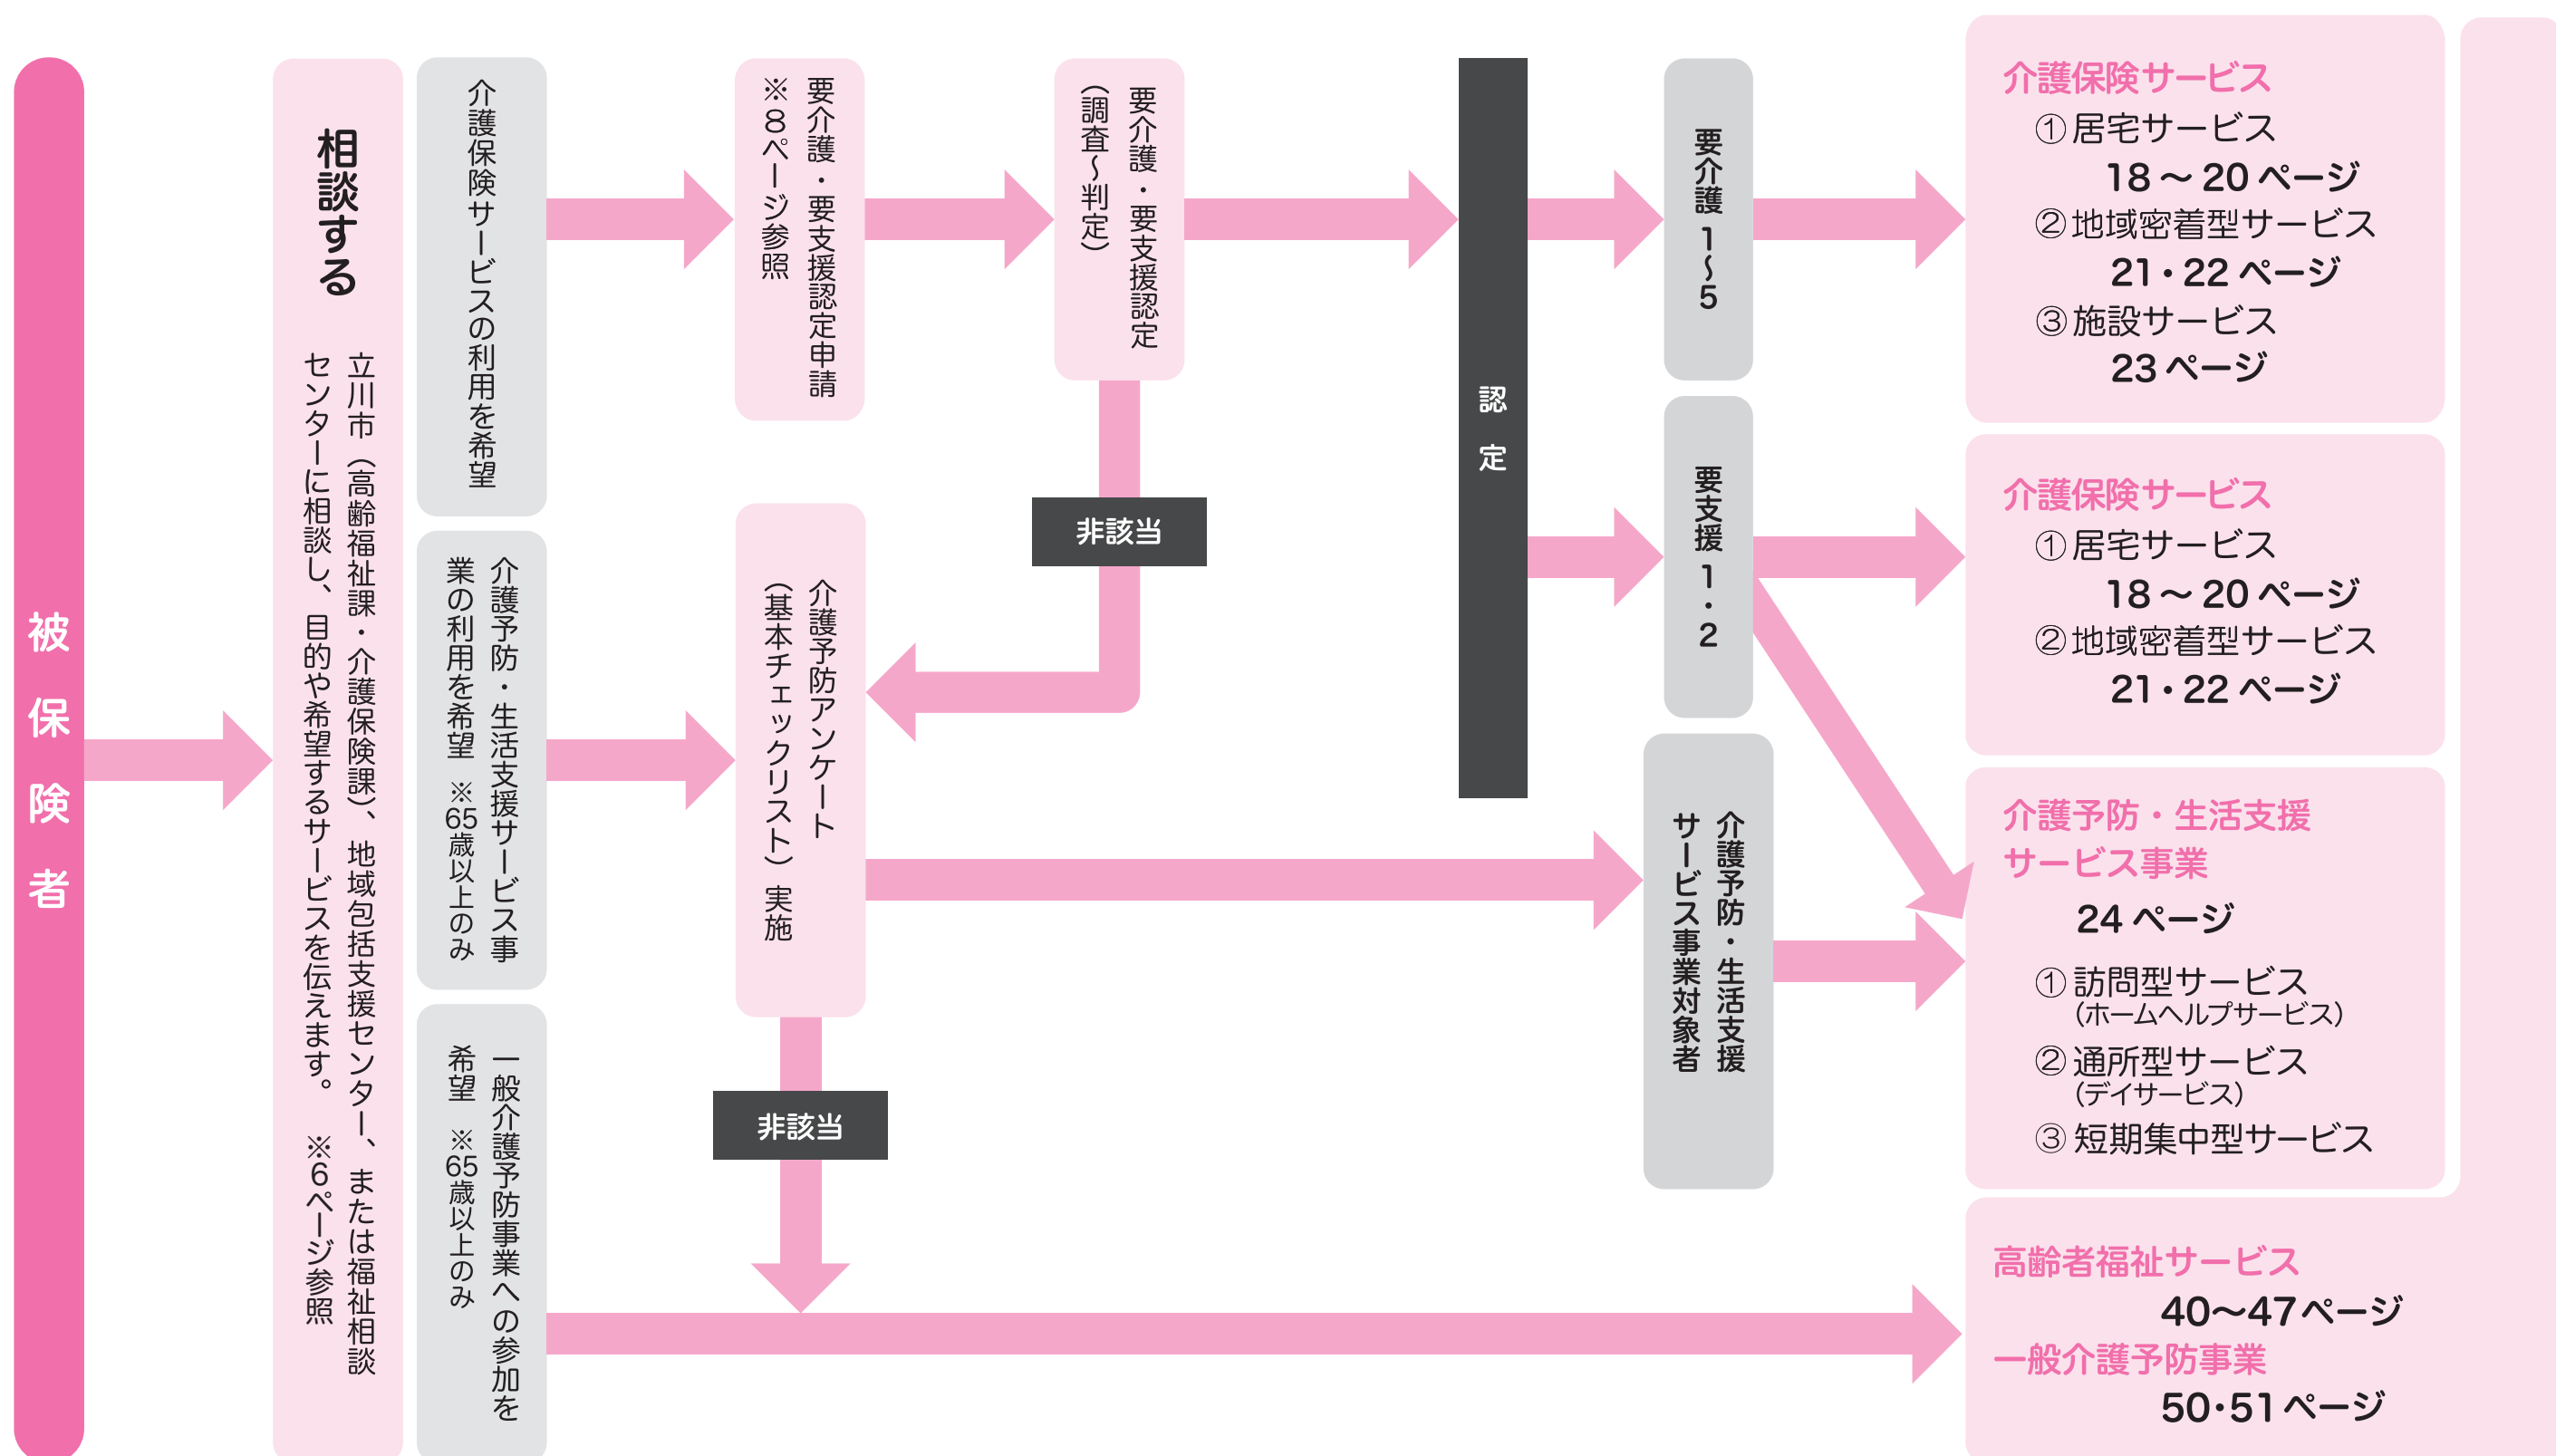 被保険者
相談する
立川市（高齢福祉課・介護保険課）、地域包括支援センター、または福祉相談
センターに相談し、目的や希望するサービスを伝えます。　※6ページ参照
介護保険サービスの利用を希望
介護予防・生活支援サービス事
業の利用を希望　※65歳以上のみ
一般介護予防事業への参加を
希望　※65歳以上のみ
要介護・要支援認定申請
※8ページ参照
要介護・要支援認定
（調査～判定）
非該当
介護予防アンケート
（基本チェックリスト）実施
非該当
認定
要介護1～5
要支援1・2
介護予防・生活支援
サービス事業対象者
介護保険サービス
①居宅サービス
18～20ページ
②地域密着型サービス
21・22ページ
③施設サービス
23ページ
介護保険サービス
①居宅サービス
18～20ページ
②地域密着型サービス
21・22ページ
介護予防・生活支援
サービス事業
24ページ
①訪問型サービス
（ホームヘルプサービス）
②通所型サービス
（デイサービス）
③短期集中型サービス
高齢者福祉サービス
40～47ページ
一般介護予防事業
50・51ページ